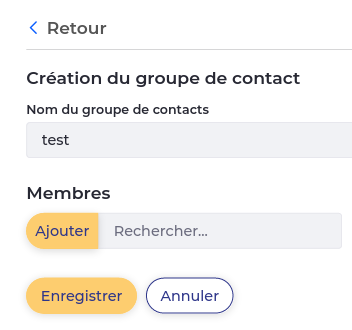 Retour
Création du groupe de contact
Nom du groupe de contacts
test
Membres
Ajouter Rechercher...
Enregistrer Annuler